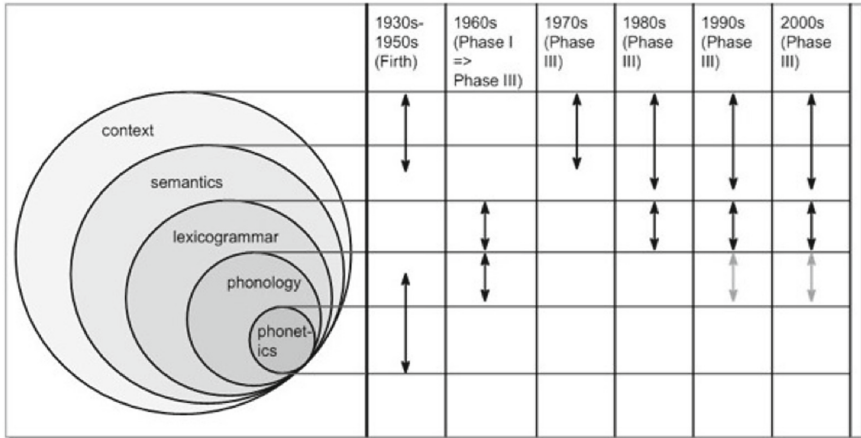 1930s-
1950s
(Firth)
1960s
(Phase I
=>
Phase III)
1970s
(Phase
III)
1980s
(Phase
III)
1990s
(Phase
III)
2000s
(Phase
III)
context
semantics
lexicogrammar
phonology
phonet-
ics